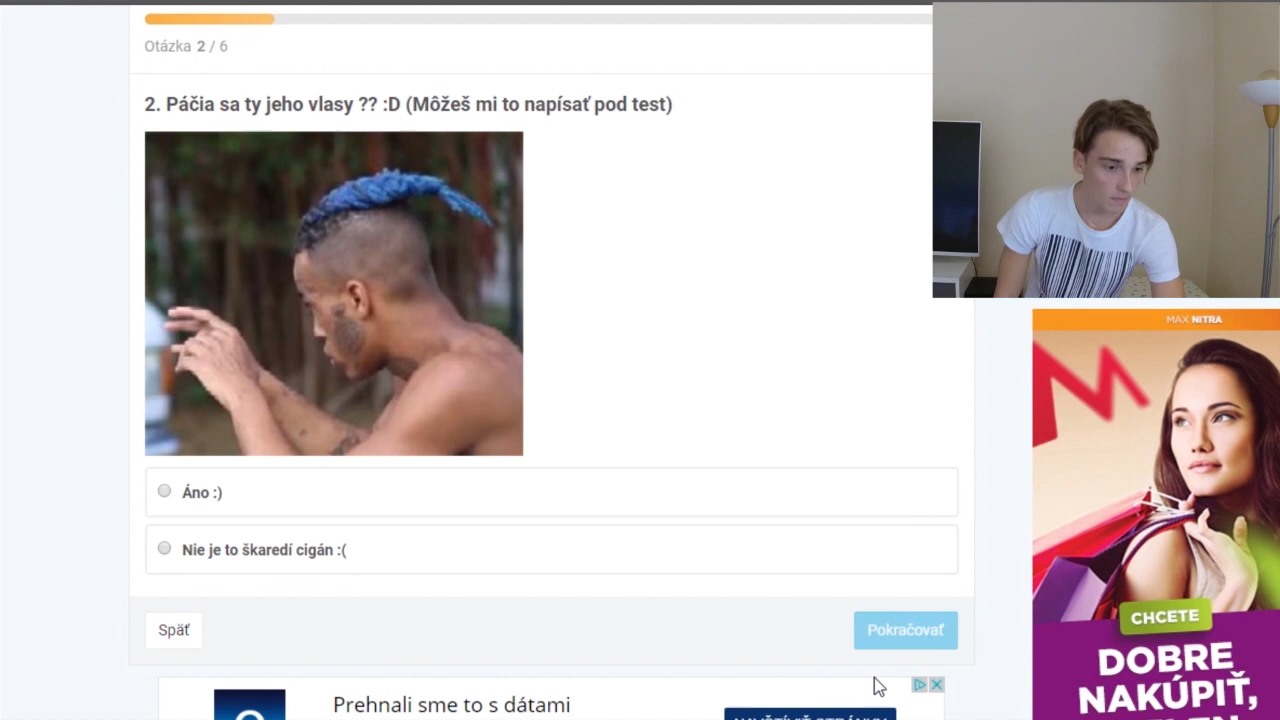 Otázka 2 / 6
2. Páčia sa ty jeho vlasy ?? :D (Môžeš mi to napísať pod test)
Áno :)
Nie je to škaredí cigán :(
Späť
Pokračovať
Prehnali sme to s dátami
MAX NITRA
CHCETE
DOBRE
NAKÚPIŤ,